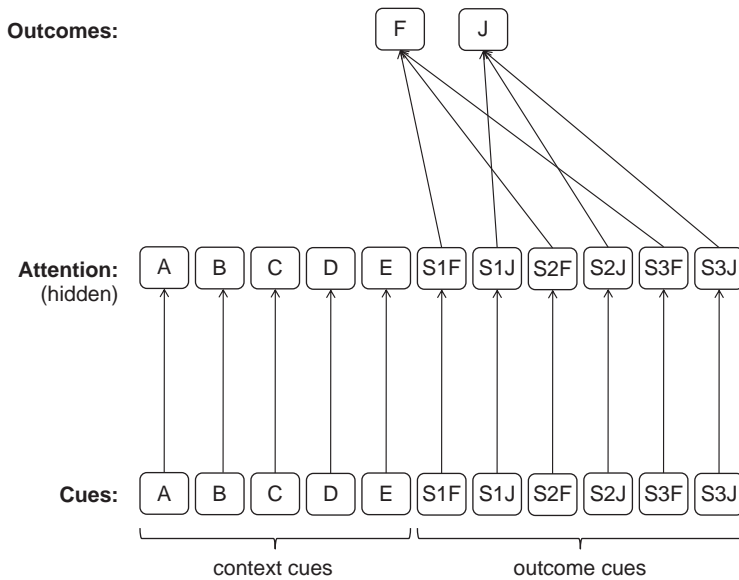 Outcomes: F J
Attention: A B C D E S1F S1J S2F S2J S3F S3J
(hidden)
Cues: A B C D E S1F S1J S2F S2J S3F S3J
context cues outcome cues